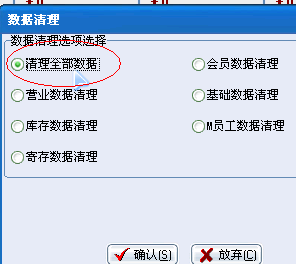 数据清理
数据清理选项选择
清理全部数据 会员数据清理
营业数据清理 基础数据清理
库存数据清理 M员工数据清理
寄存数据清理
确认(S) 放弃(C)